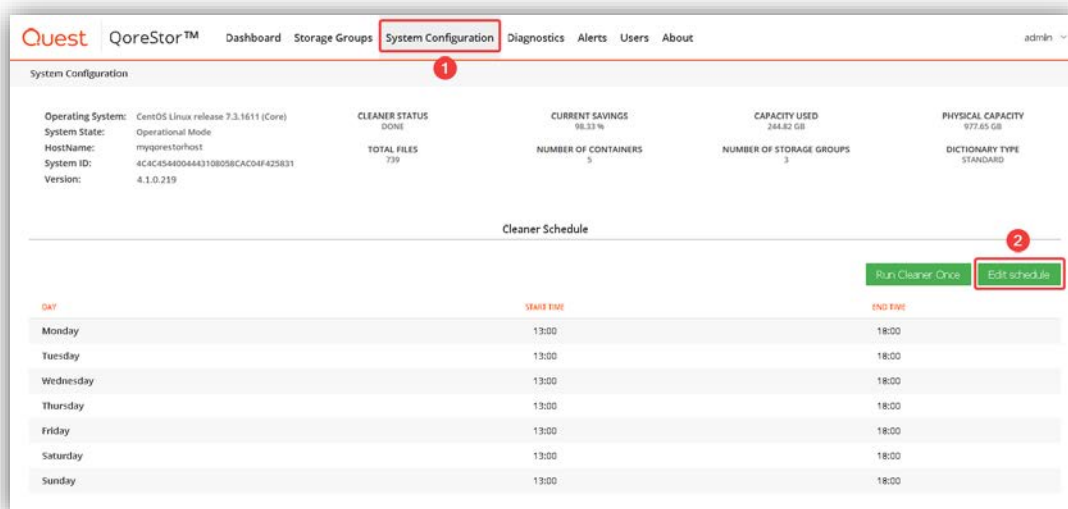 Quest QoreStor™ Dashboard Storage Groups System Configuration Diagnostics Alerts Users About admin
1
System Configuration
Operating System: CentOS Linux release 7.3.1611 (Core)
System State: Operational Mode
HostName: myqorestorhost
System ID: 4C4C4544004443108058CAC04F425831
Version: 4.1.0.219
CLEANER STATUS
DONE
TOTAL FILES
739
CURRENT SAVINGS
98.33 %
NUMBER OF CONTAINERS
5
CAPACITY USED
244.82 GB
NUMBER OF STORAGE GROUPS
3
PHYSICAL CAPACITY
977.65 GB
DICTIONARY TYPE
STANDARD
Cleaner Schedule
2
Run Cleaner Once Edit schedule
DAY START TIME END TIME
Monday 13:00 18:00
Tuesday 13:00 18:00
Wednesday 13:00 18:00
Thursday 13:00 18:00
Friday 13:00 18:00
Saturday 13:00 18:00
Sunday 13:00 18:00